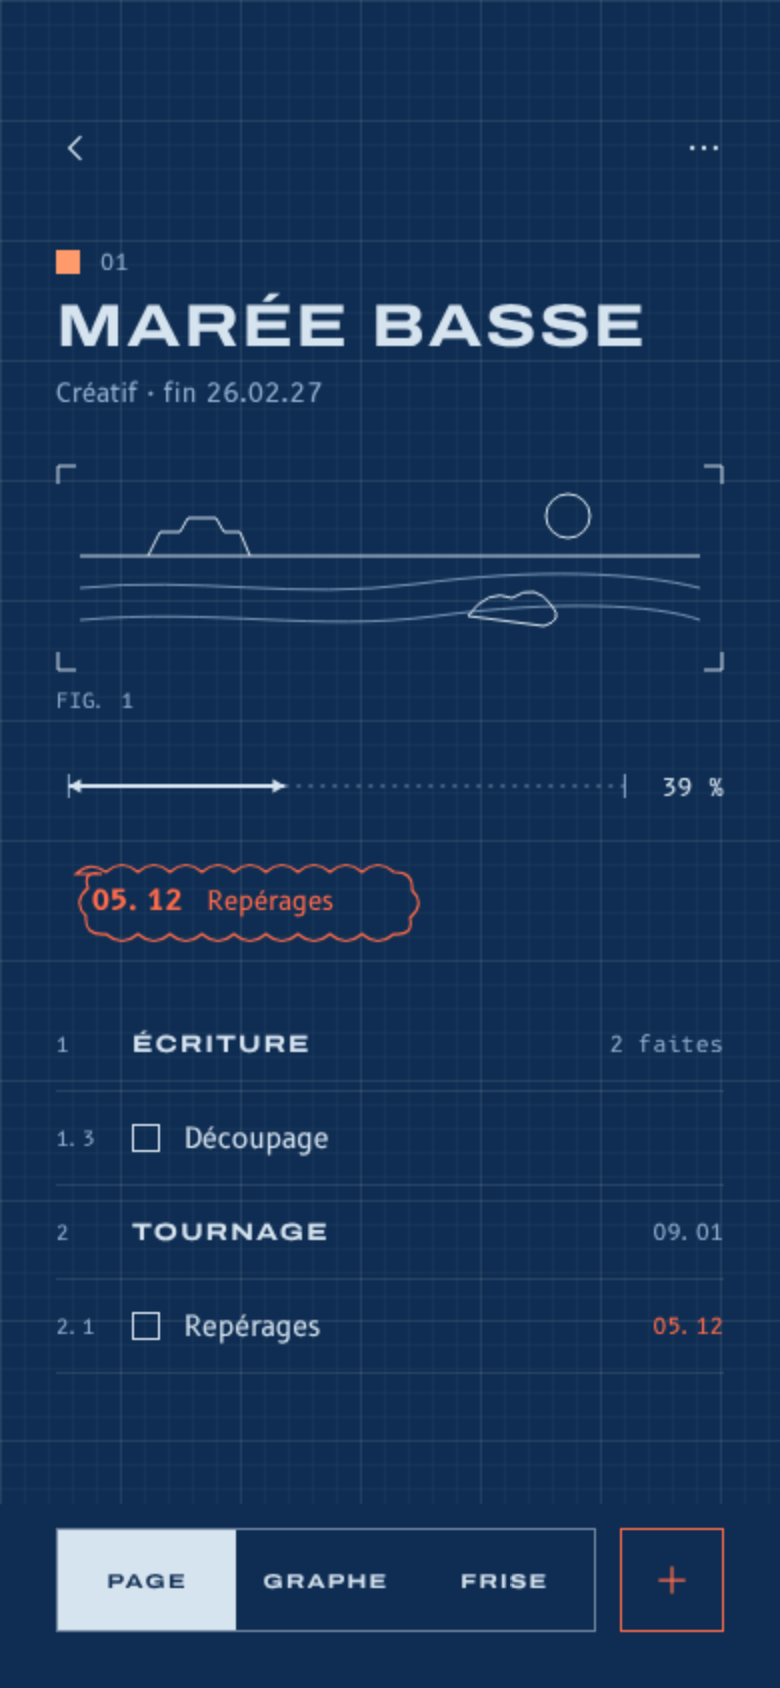 01
MARÉE BASSE
Créatif · fin 26.02.27
FIG. 1
39 %
05. 12 Repérages
1 ÉCRITURE 2 faites
1. 3 Découpage
2 TOURNAGE 09. 01
2. 1 Repérages 05. 12
PAGE GRAPHE FRISE +